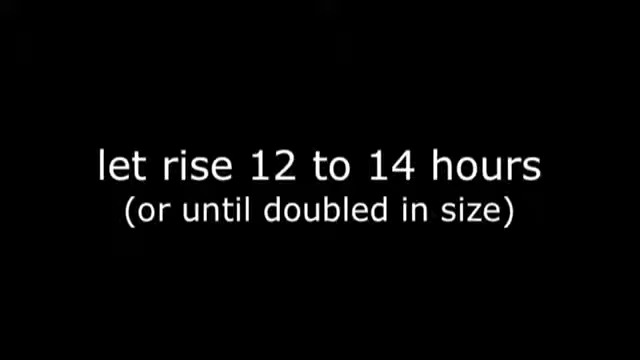 let rise 12 to 14 hours
(or until doubled in size)